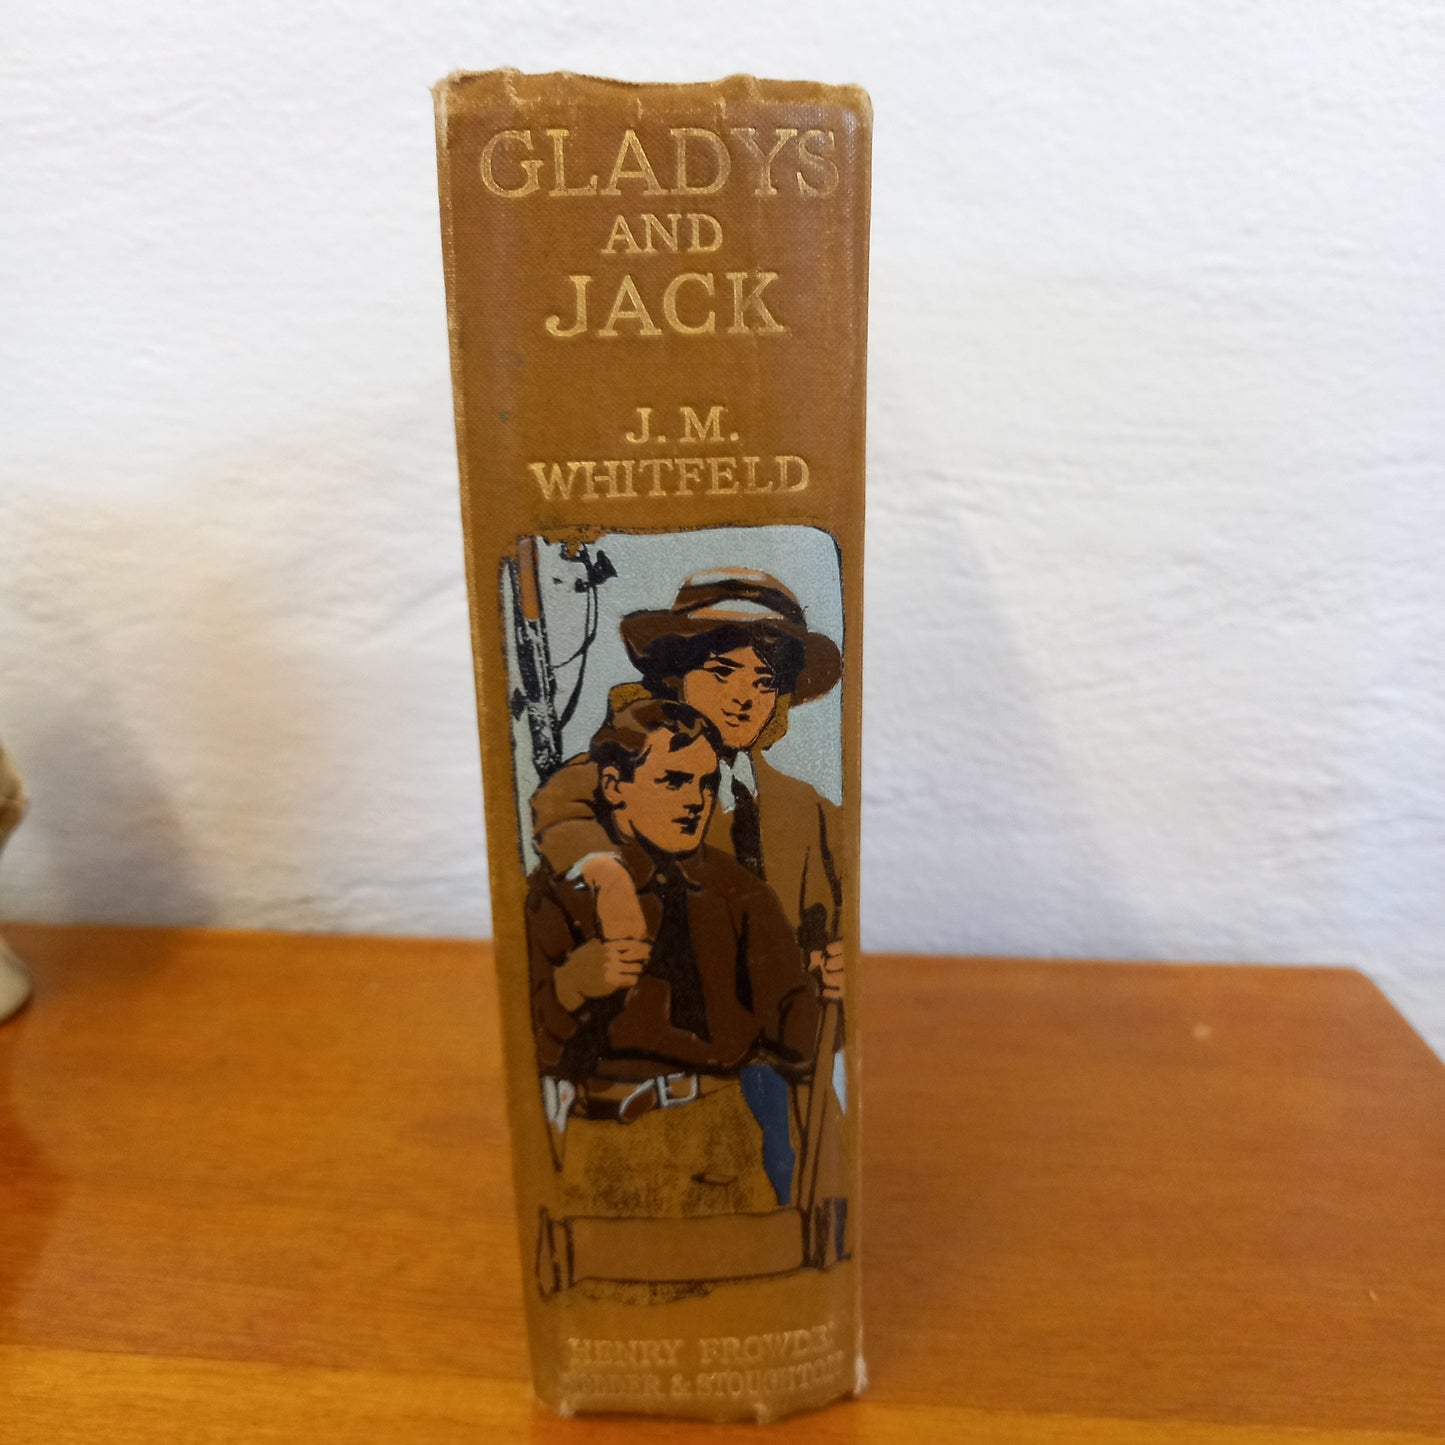 GLADYS
AND
JACK
J. M.
WHITFELD
HENRY FROWDE
HODDER & STOUGHTON